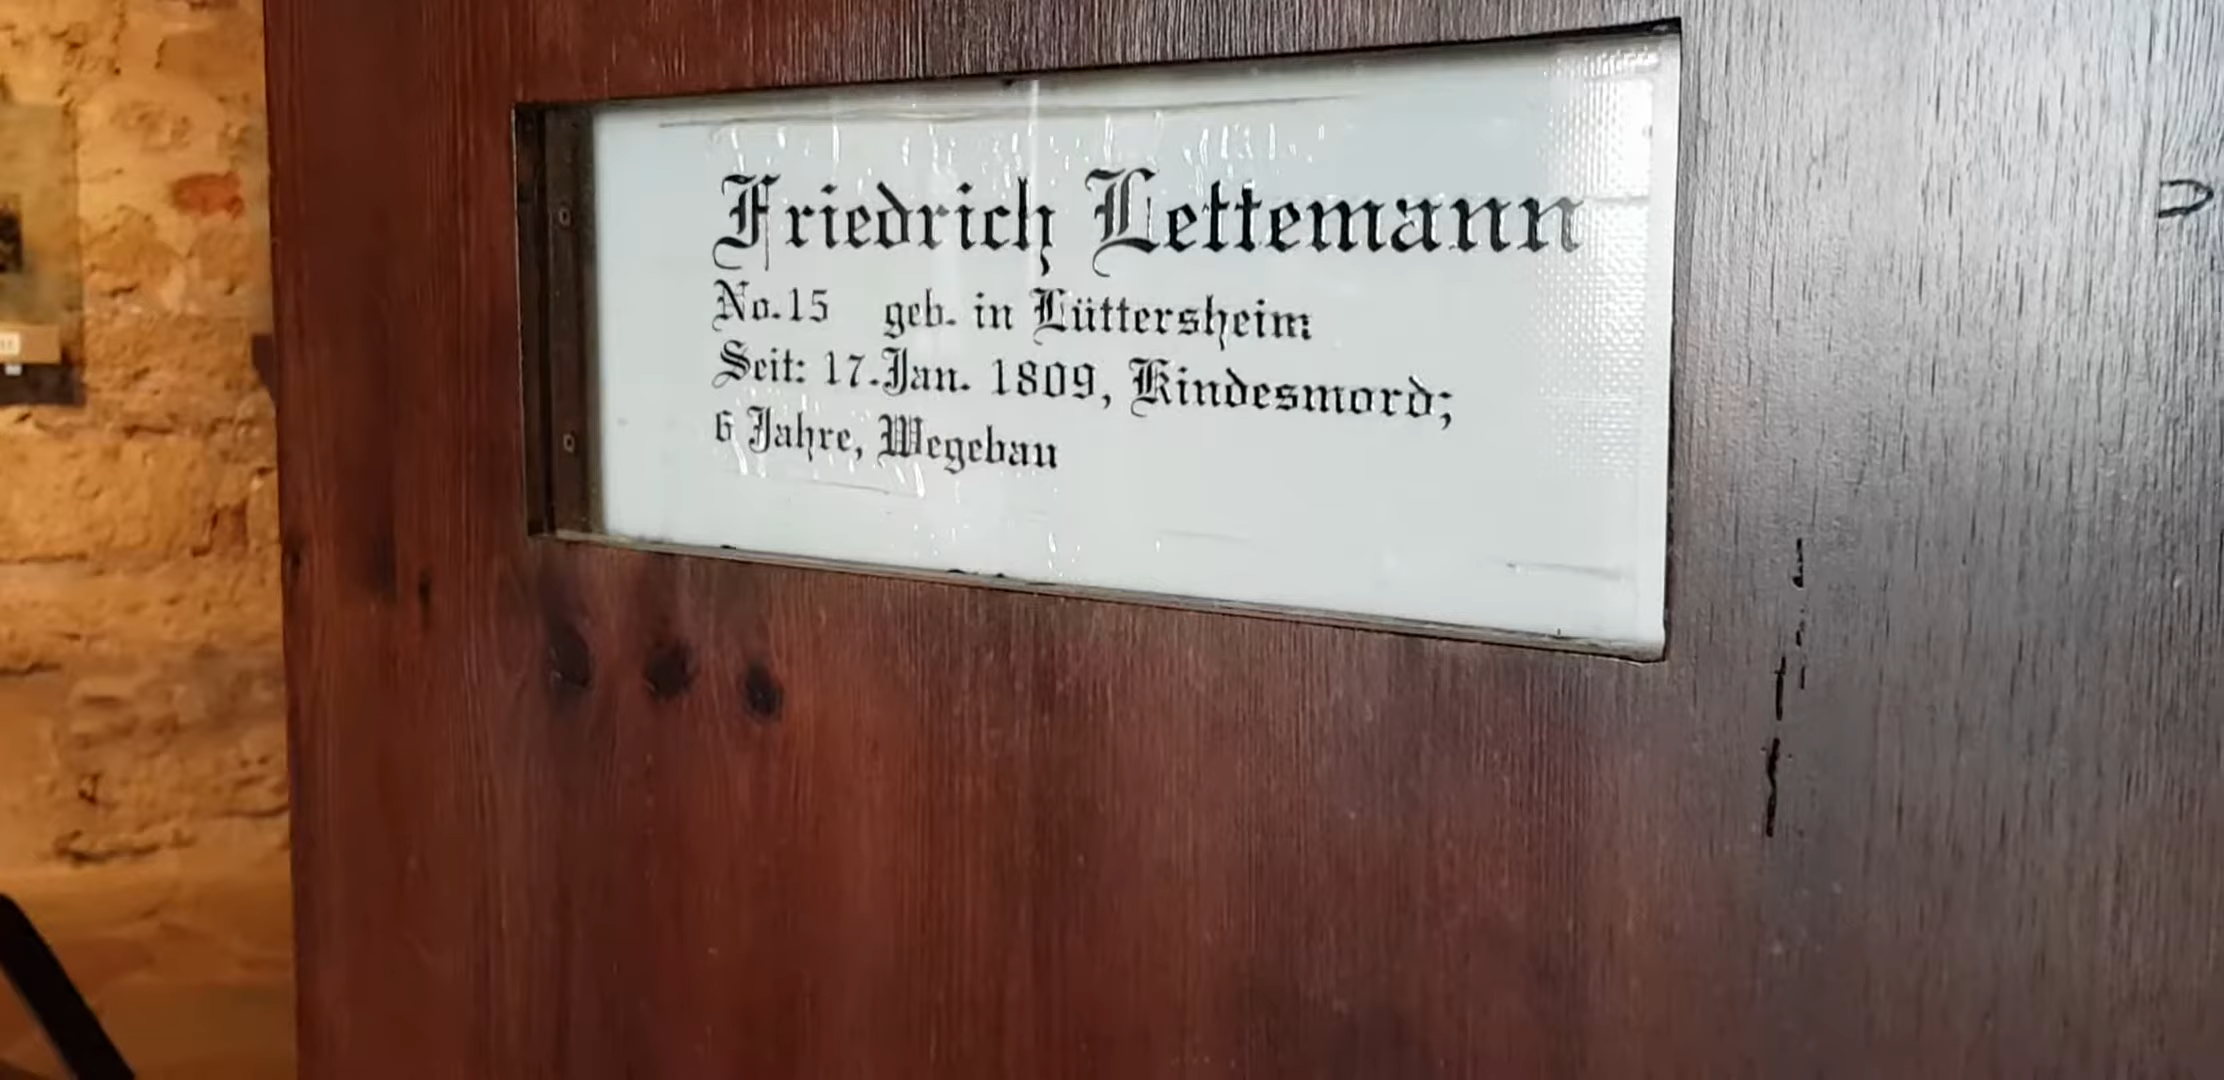 Friedrich Lettemann
No.15 geb. in Lüttersheim
Seit: 17.Jan. 1809, Kindesmord;
6 Jahre, Wegebau